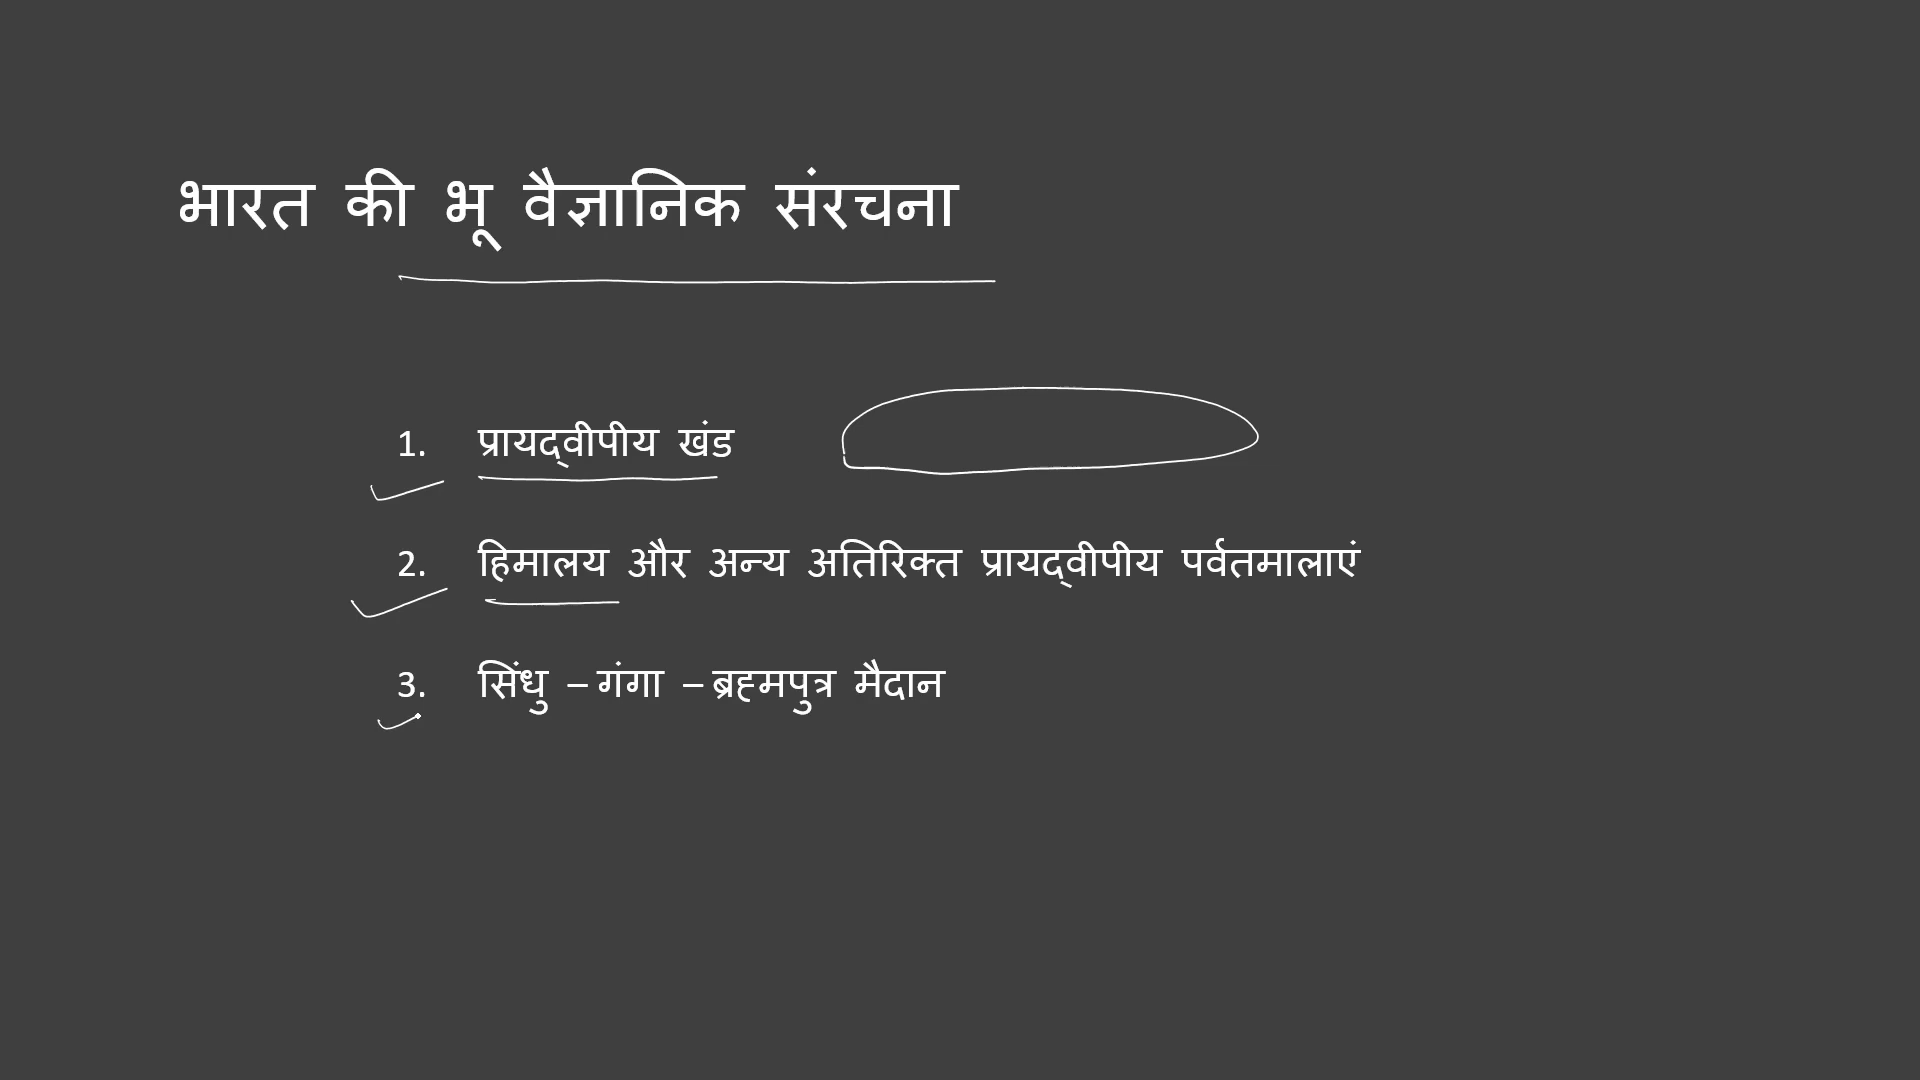 भारत की भू वैज्ञानिक संरचना
1. प्रायद्वीपीय खंड
2. हिमालय और अन्य अतिरिक्त प्रायद्वीपीय पर्वतमालाएं
3. सिंधु – गंगा – ब्रह्मपुत्र मैदान